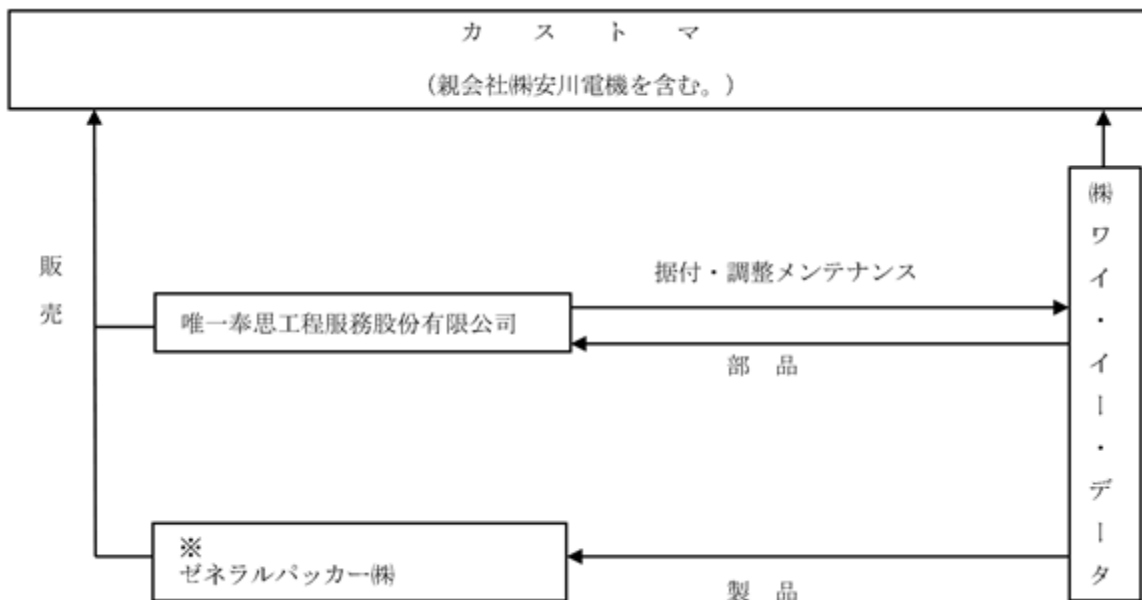 カストマ
（親会社㈱安川電機を含む。）
販売
㈱ワイ・イー・データ
据付・調整メンテナンス
唯一奉思工程服務股份有限公司
部品
※
ゼネラルパッカー㈱
製品